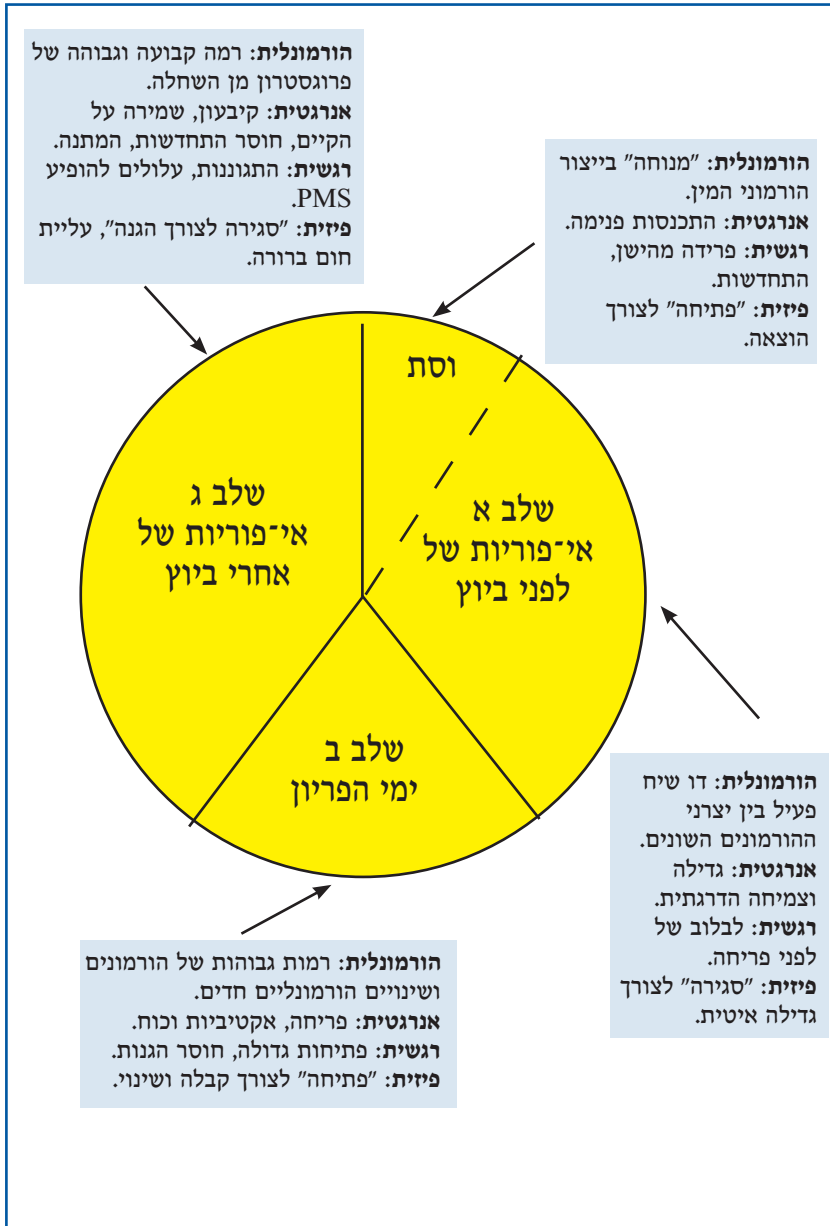 הורמונלית: רמה קבועה וגבוהה של
פרוגסטרון מן השחלה.
אנרגטית: קיבעון, שמירה על
הקיים, חוסר התחדשות, המתנה.
רגשית: התגוננות, עלולים להופיע
PMS.
פיזית: "סגירה לצורך הגנה", עליית
חום ברורה.
הורמונלית: "מנוחה" בייצור
הורמוני המין.
אנרגטית: התכנסות פנימה.
רגשית: פרידה מהישן,
התחדשות.
פיזית: "פתיחה" לצורך
הוצאה.
וסת
שלב א
אי־פוריות של
לפני ביוץ
שלב ג
אי־פוריות של
אחרי ביוץ
שלב ב
ימי הפריון
הורמונלית: דו שיח
פעיל בין יצרני
ההורמונים השונים.
אנרגטית: גדילה
וצמיחה הדרגתית.
רגשית: לבלוב של
לפני פריחה.
פיזית: "סגירה" לצורך
גדילה איטית.
הורמונלית: רמות גבוהות של הורמונים
ושינויים הורמונליים חדים.
אנרגטית: פריחה, אקטיביות וכוח.
רגשית: פתיחות גדולה, חוסר הגנות.
פיזית: "פתיחה" לצורך קבלה ושינוי.